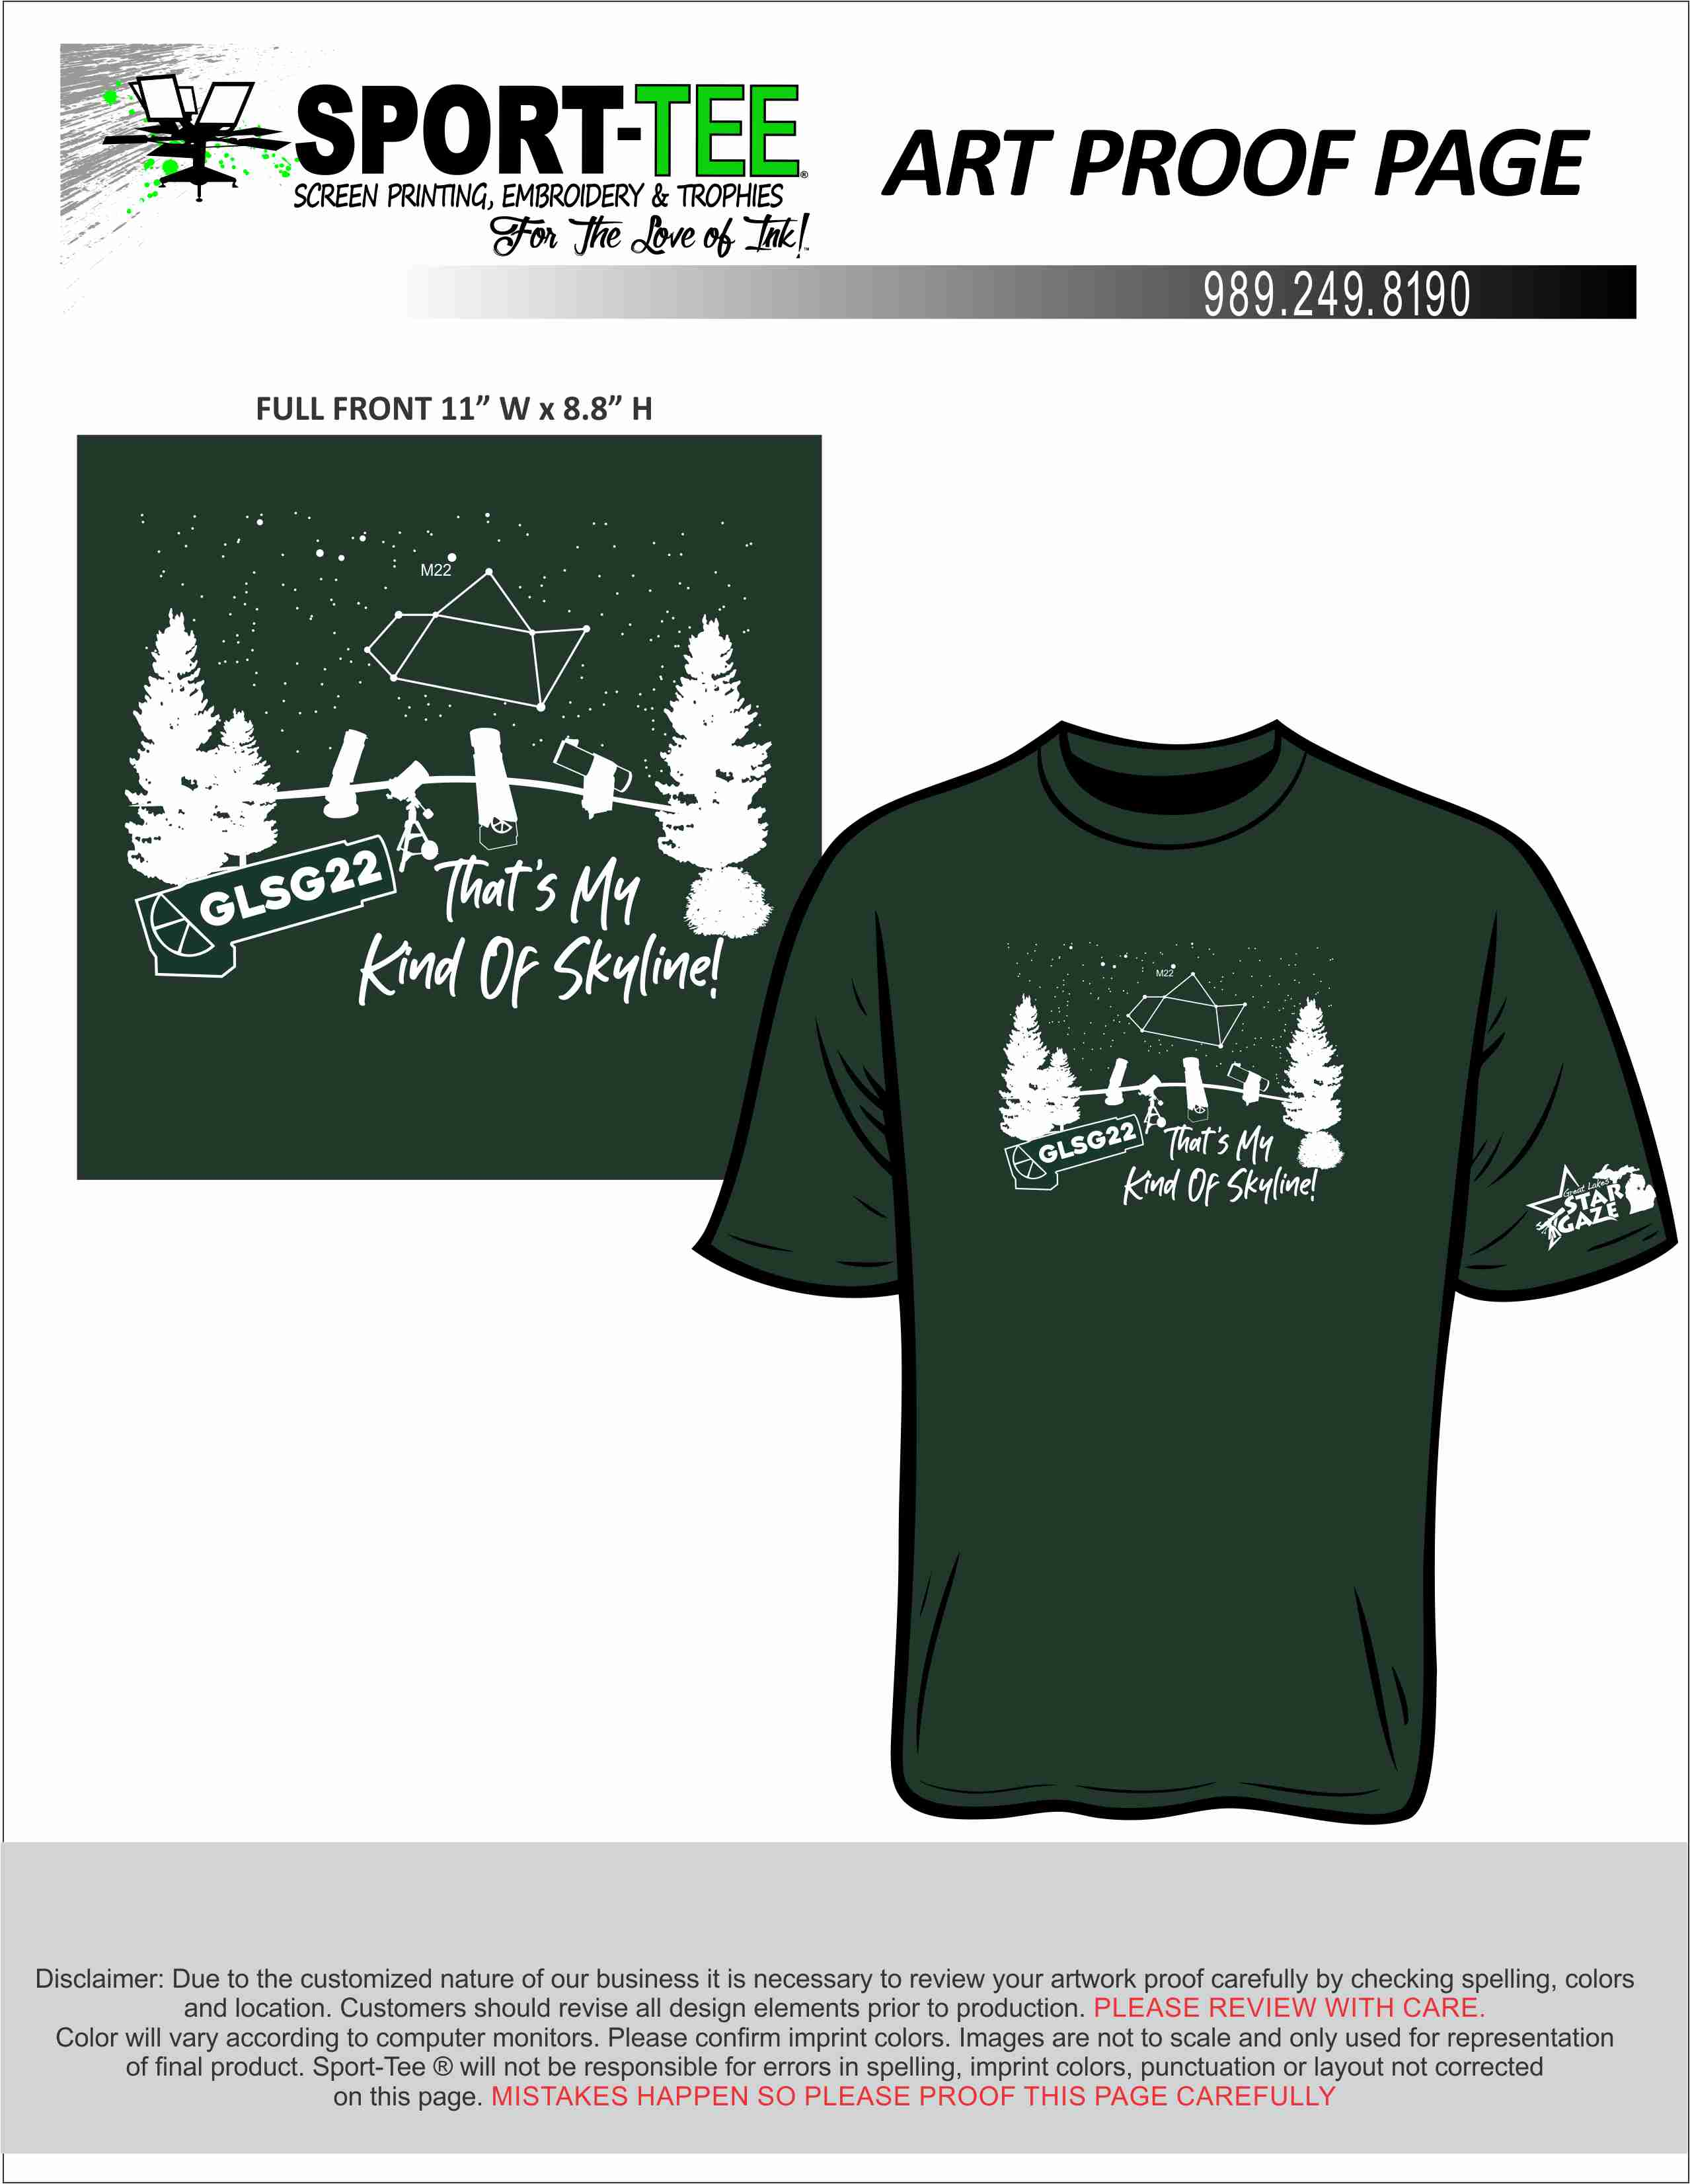 SPORT-TEE®
SCREEN PRINTING, EMBROIDERY & TROPHIES
For The Love of Ink!™
ART PROOF PAGE
989.249.8190
FULL FRONT 11” W x 8.8” H
M22
GLSG22
That's My
Kind Of Skyline!
M22
GLSG22
That's My
Kind Of Skyline!
Great Lakes
STAR
GAZE
Disclaimer: Due to the customized nature of our business it is necessary to review your artwork proof carefully by checking spelling, colors
and location. Customers should revise all design elements prior to production. PLEASE REVIEW WITH CARE.
Color will vary according to computer monitors. Please confirm imprint colors. Images are not to scale and only used for representation
of final product. Sport-Tee ® will not be responsible for errors in spelling, imprint colors, punctuation or layout not corrected
on this page. MISTAKES HAPPEN SO PLEASE PROOF THIS PAGE CAREFULLY